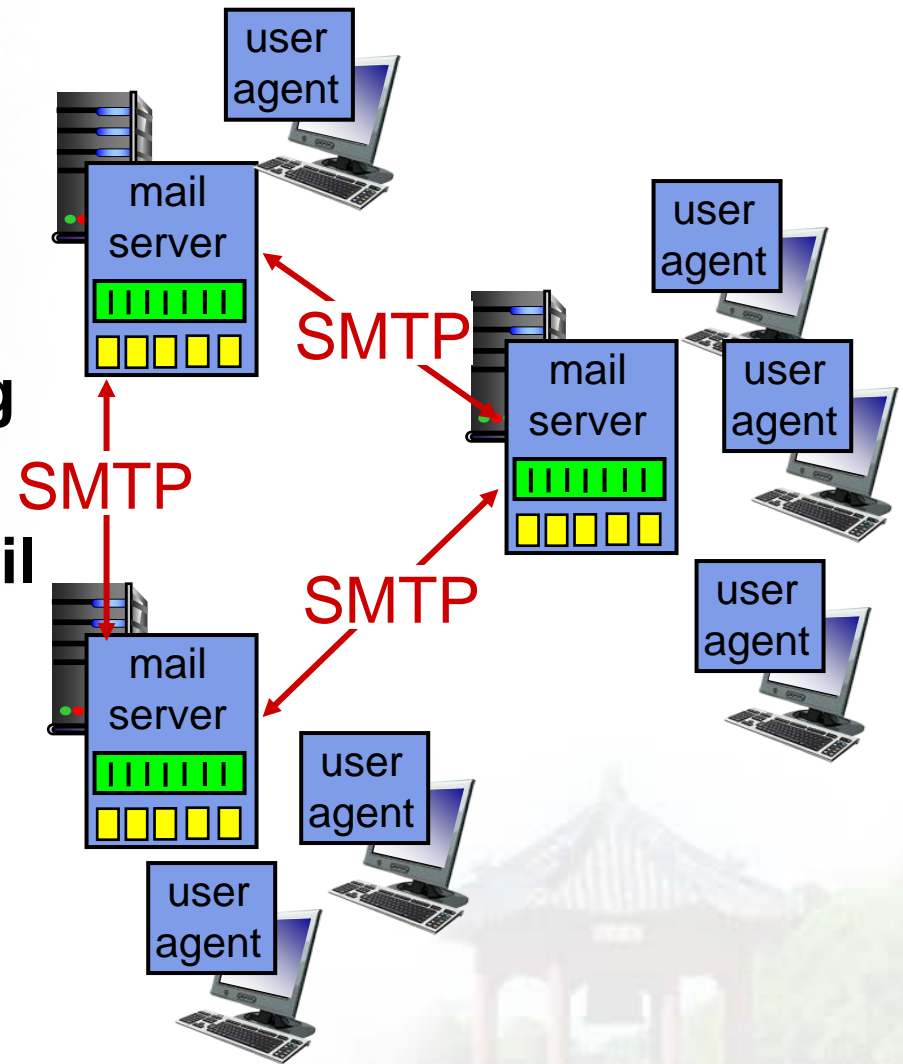 user
agent
mail
server
user
agent
SMTP
mail
server
user
agent
g
SMTP
il
SMTP
user
agent
mail
server
user
agent
user
agent